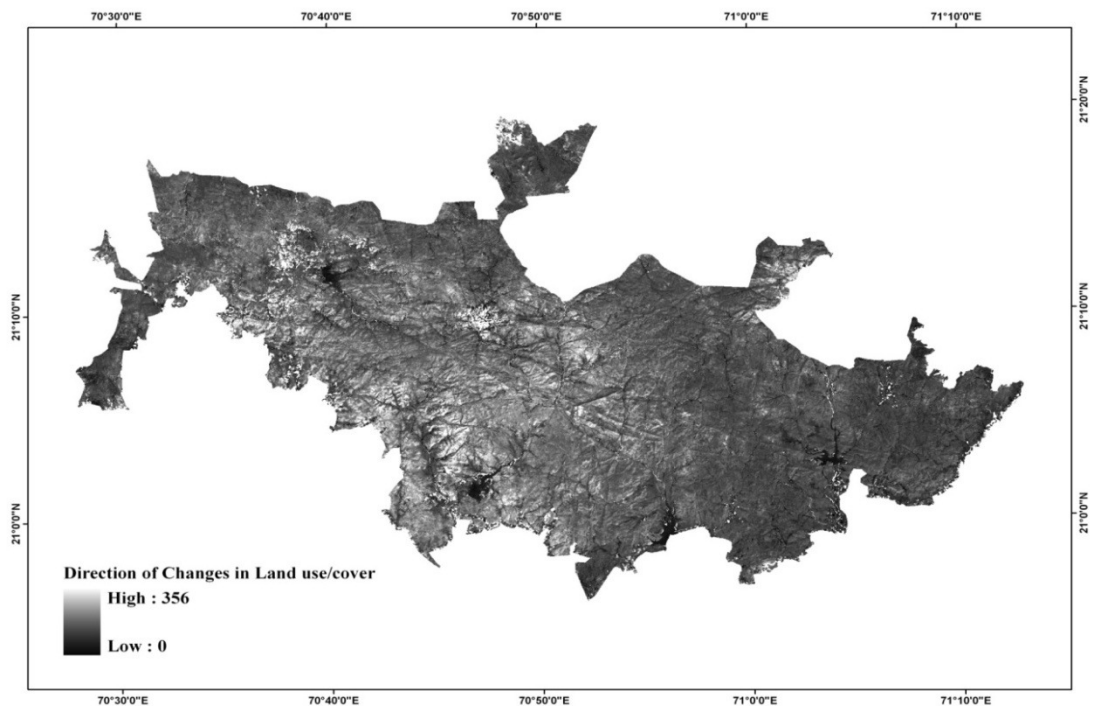 70°30'0"E 70°40'0"E 70°50'0"E 71°0'0"E 71°10'0"E
21°20'0"N
21°10'0"N 21°10'0"N
21°0'0"N 21°0'0"N
Direction of Changes in Land use/cover
High : 356
Low : 0
70°30'0"E 70°40'0"E 70°50'0"E 71°0'0"E 71°10'0"E